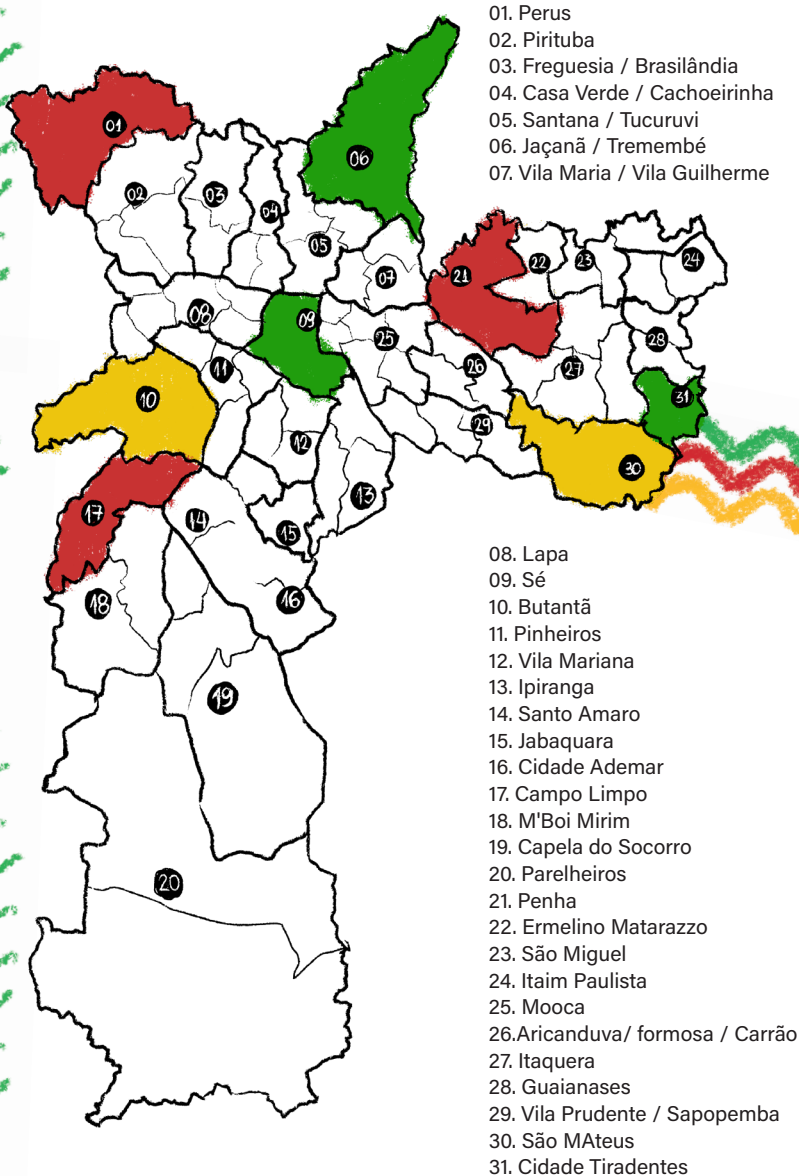 01. Perus
02. Pirituba
03. Freguesia / Brasilândia
04. Casa Verde / Cachoeirinha
05. Santana / Tucuruvi
06. Jaçanã / Tremembé
07. Vila Maria / Vila Guilherme
01
06
02
03
04
05
07
21
22
23
24
08
09
25
28
11
26
27
10
31
29
12
30
13
17
14
15
18
16
19
20
08. Lapa
09. Sé
10. Butantã
11. Pinheiros
12. Vila Mariana
13. Ipiranga
14. Santo Amaro
15. Jabaquara
16. Cidade Ademar
17. Campo Limpo
18. M'Boi Mirim
19. Capela do Socorro
20. Parelheiros
21. Penha
22. Ermelino Matarazzo
23. São Miguel
24. Itaim Paulista
25. Mooca
26.Aricanduva/ formosa / Carrão
27. Itaquera
28. Guaianases
29. Vila Prudente / Sapopemba
30. São MAteus
31. Cidade Tiradentes